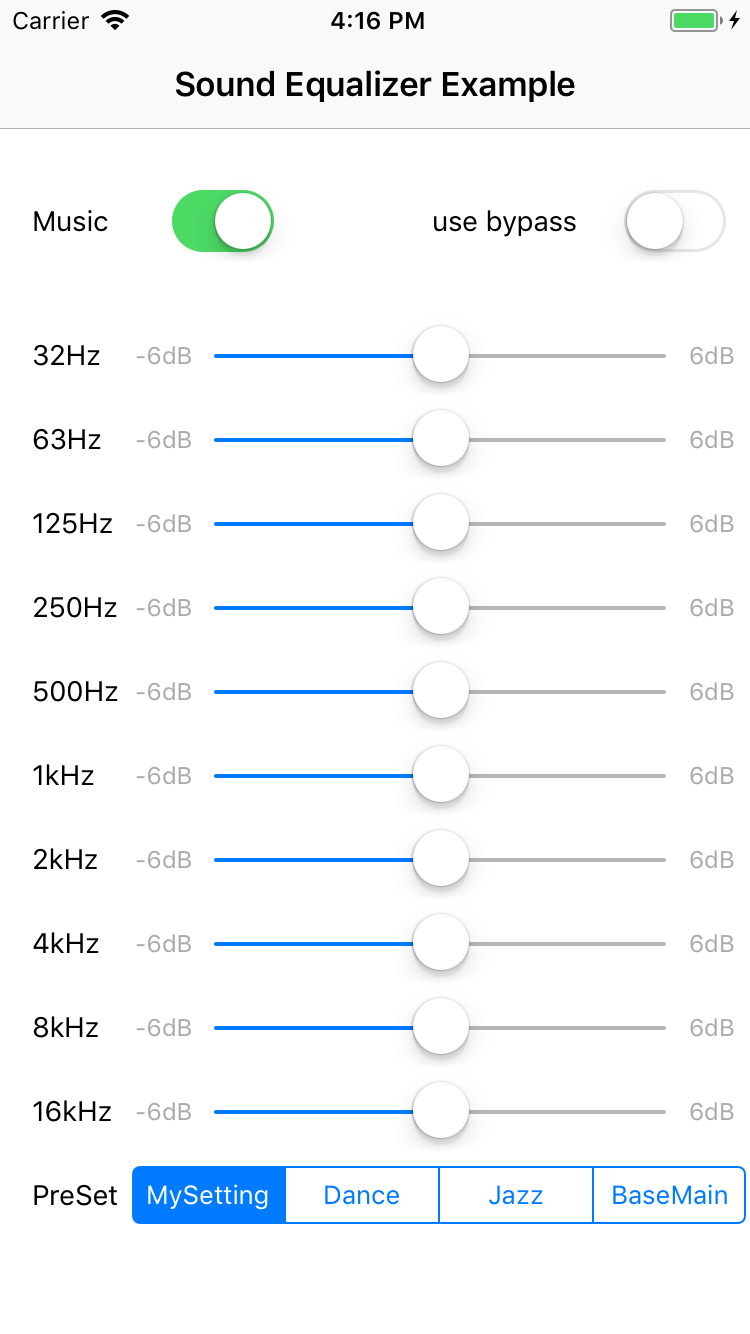 Carrier 4:16 PM
Sound Equalizer Example
Music use bypass
32Hz -6dB 6dB
63Hz -6dB 6dB
125Hz -6dB 6dB
250Hz -6dB 6dB
500Hz -6dB 6dB
1kHz -6dB 6dB
2kHz -6dB 6dB
4kHz -6dB 6dB
8kHz -6dB 6dB
16kHz -6dB 6dB
PreSet MySetting Dance Jazz BaseMain